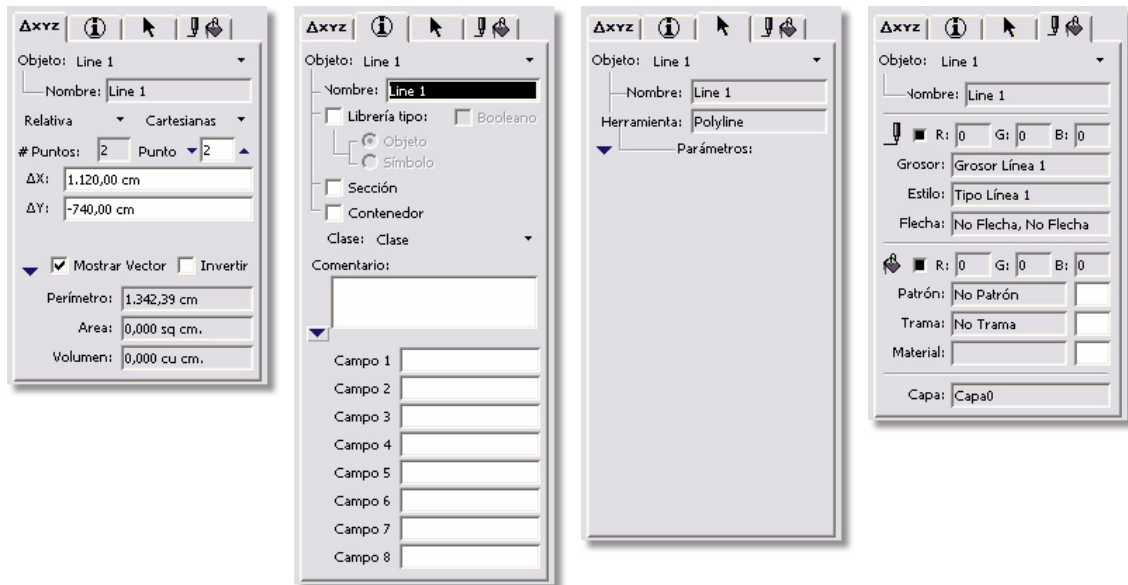 ΔXYZ
Objeto: Line 1
Nombre: Line 1
Relativa Cartesianas
# Puntos: 2 Punto 2
ΔX: 1.120,00 cm
ΔY: -740,00 cm
Mostrar Vector Invertir
Perímetro: 1.342,39 cm
Area: 0,000 sq cm.
Volumen: 0,000 cu cm.
ΔXYZ
Objeto: Line 1
Nombre: Line 1
Librería tipo: Booleano
Objeto
Símbolo
Sección
Contenedor
Clase: Clase
Comentario:
Campo 1
Campo 2
Campo 3
Campo 4
Campo 5
Campo 6
Campo 7
Campo 8
ΔXYZ
Objeto: Line 1
Nombre: Line 1
Herramienta: Polyline
Parámetros:
ΔXYZ
Objeto: Line 1
Nombre: Line 1
R: 0 G: 0 B: 0
Grosor: Grosor Línea 1
Estilo: Tipo Línea 1
Flecha: No Flecha, No Flecha
R: 0 G: 0 B: 0
Patrón: No Patrón
Trama: No Trama
Material:
Capa: Capa0